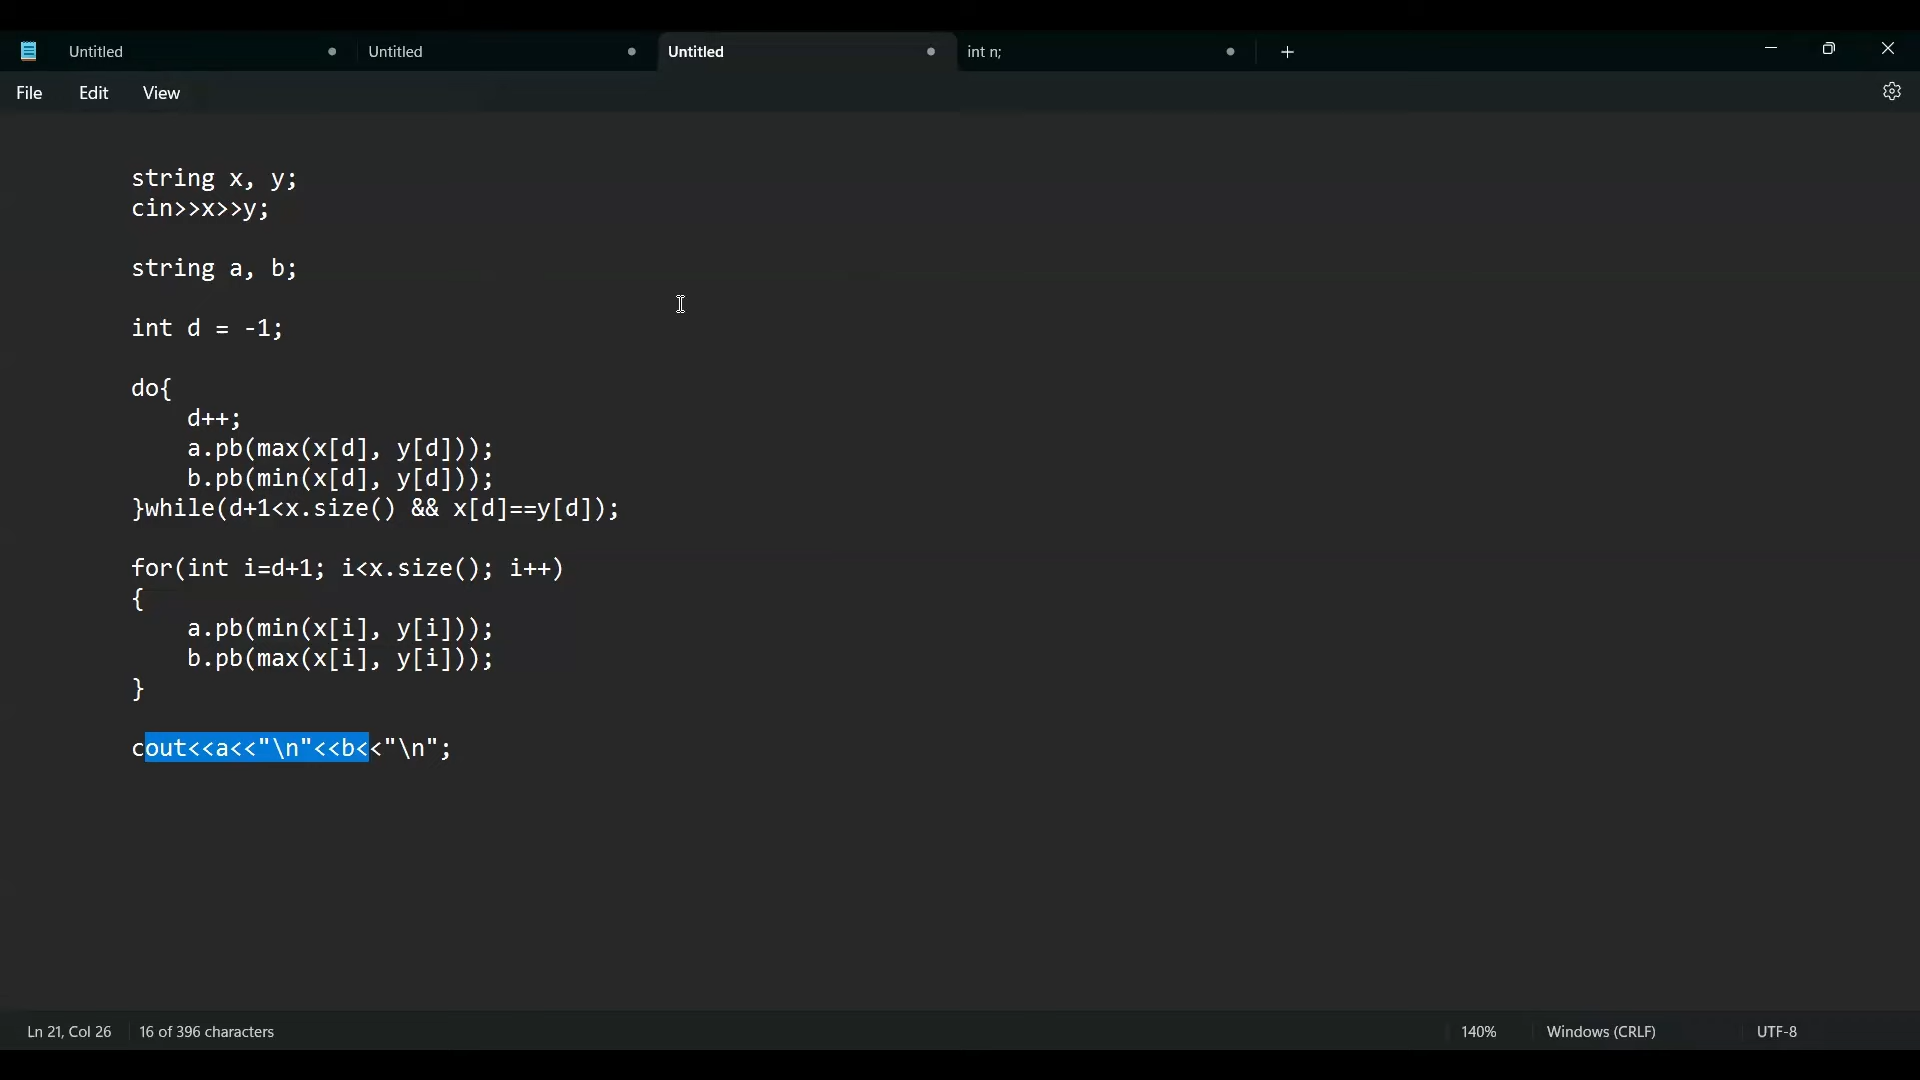 Untitled
Untitled
Untitled
int n;
File Edit View
string x, y;
cin>>x>>y;
string a, b;
int d = -1;
do{
    d++;
    a.pb(max(x[d], y[d]));
    b.pb(min(x[d], y[d]));
}while(d+1<x.size() && x[d]==y[d]);
for(int i=d+1; i<x.size(); i++)
{
    a.pb(min(x[i], y[i]));
    b.pb(max(x[i], y[i]));
}
cout<<a<<"\n"<<b<<"\n";
Ln 21, Col 26
16 of 396 characters
140%
Windows (CRLF)
UTF-8